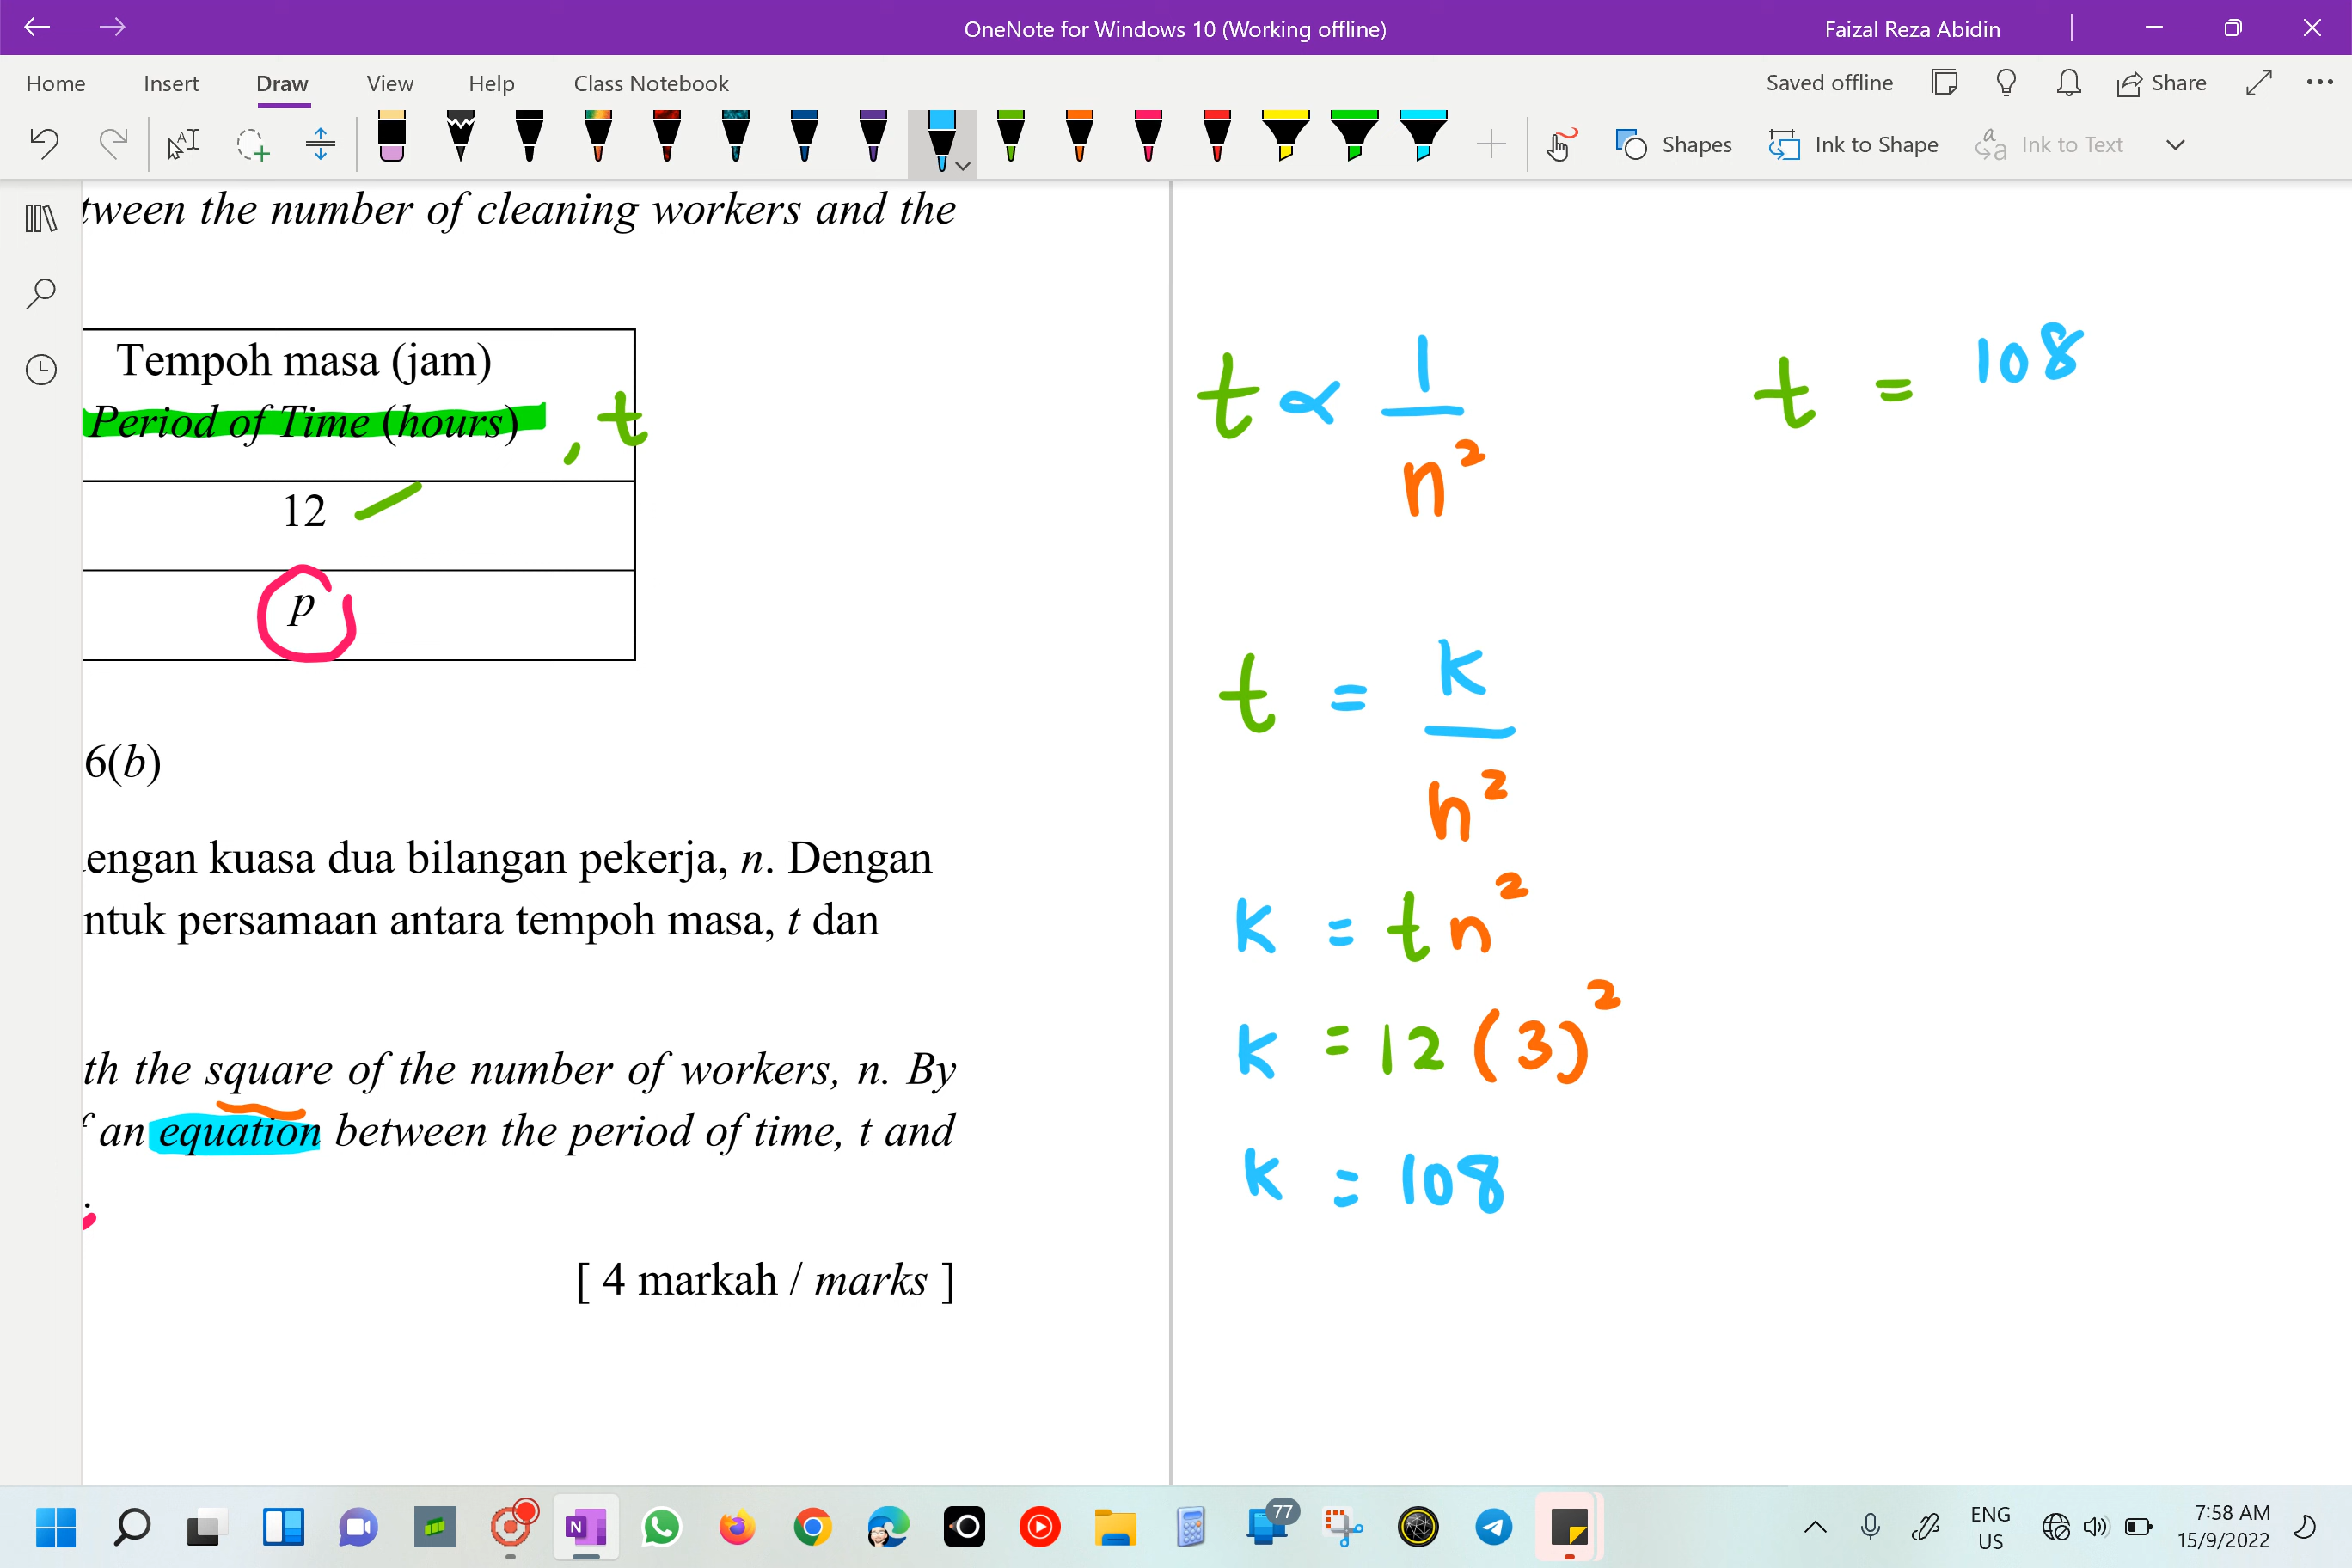 OneNote for Windows 10 (Working offline)
Faizal Reza Abidin
Home Insert Draw View Help Class Notebook
Saved offline
Share
Shapes
Ink to Shape
Ink to Text
tween the number of cleaning workers and the
Tempoh masa (jam)
Period of Time (hours) , t
12
p
6(b)
engan kuasa dua bilangan pekerja, n. Dengan
ntuk persamaan antara tempoh masa, t dan
th the square of the number of workers, n. By
f an equation between the period of time, t and
.
[ 4 markah / marks ]
t ∝ 1/n²
t = k/n²
k = tn²
k = 12 (3)²
k = 108
t = 108
77
ENG
US
7:58 AM
15/9/2022